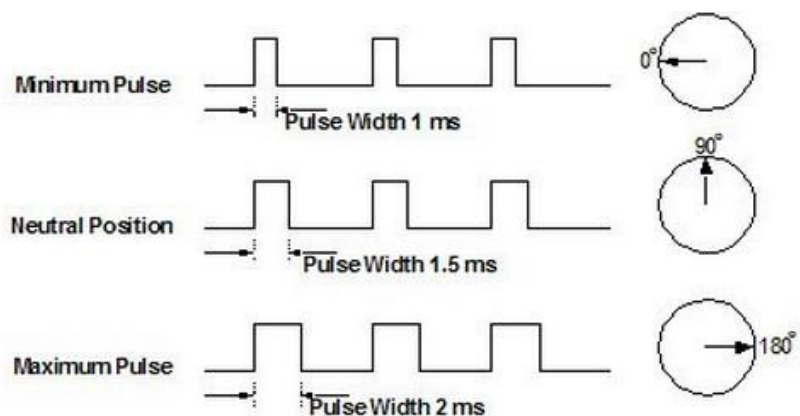 Minimum Pulse
Pulse Width 1 ms
0°
Neutral Position
Pulse Width 1.5 ms
90°
Maximum Pulse
Pulse Width 2 ms
180°